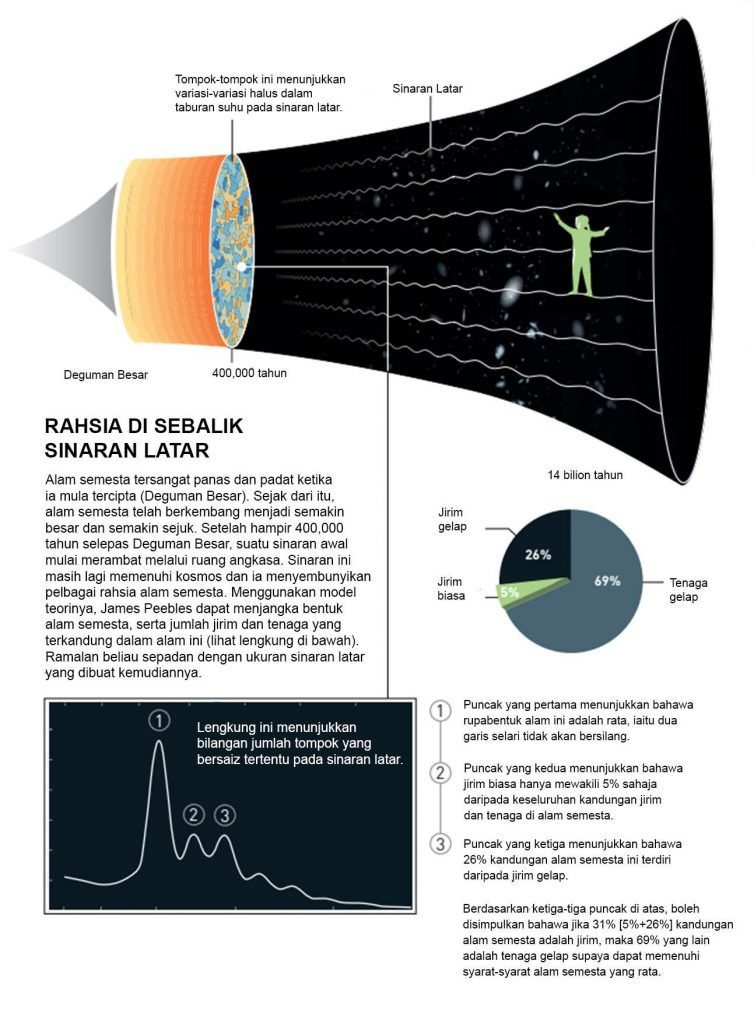 Tompok-tompok ini menunjukkan
variasi-variasi halus dalam
taburan suhu pada sinaran latar.
Sinaran Latar
Deguman Besar
400,000 tahun
14 bilion tahun
RAHSIA DI SEBALIK
SINARAN LATAR
Alam semesta tersangat panas dan padat ketika
ia mula tercipta (Deguman Besar). Sejak dari itu,
alam semesta telah berkembang menjadi semakin
besar dan semakin sejuk. Setelah hampir 400,000
tahun selepas Deguman Besar, suatu sinaran awal
mulai merambat melalui ruang angkasa. Sinaran ini
masih lagi memenuhi kosmos dan ia menyembunyikan
pelbagai rahsia alam semesta. Menggunakan model
teorinya, James Peebles dapat menjangka bentuk
alam semesta, serta jumlah jirim dan tenaga yang
terkandung dalam alam ini (lihat lengkung di bawah).
Ramalan beliau sepadan dengan ukuran sinaran latar
yang dibuat kemudiannya.
Jirim
gelap
26%
Jirim
biasa
5%
69%
Tenaga
gelap
1
Lengkung ini menunjukkan
bilangan jumlah tompok yang
bersaiz tertentu pada sinaran latar.
2
3
1
Puncak yang pertama menunjukkan bahawa
rupabentuk alam ini adalah rata, iaitu dua
garis selari tidak akan bersilang.
2
Puncak yang kedua menunjukkan bahawa
jirim biasa hanya mewakili 5% sahaja
daripada keseluruhan kandungan jirim
dan tenaga di alam semesta.
3
Puncak yang ketiga menunjukkan bahawa
26% kandungan alam semesta ini terdiri
daripada jirim gelap.
Berdasarkan ketiga-tiga puncak di atas, boleh
disimpulkan bahawa jika 31% [5%+26%] kandungan
alam semesta adalah jirim, maka 69% yang lain
adalah tenaga gelap supaya dapat memenuhi
syarat-syarat alam semesta yang rata.